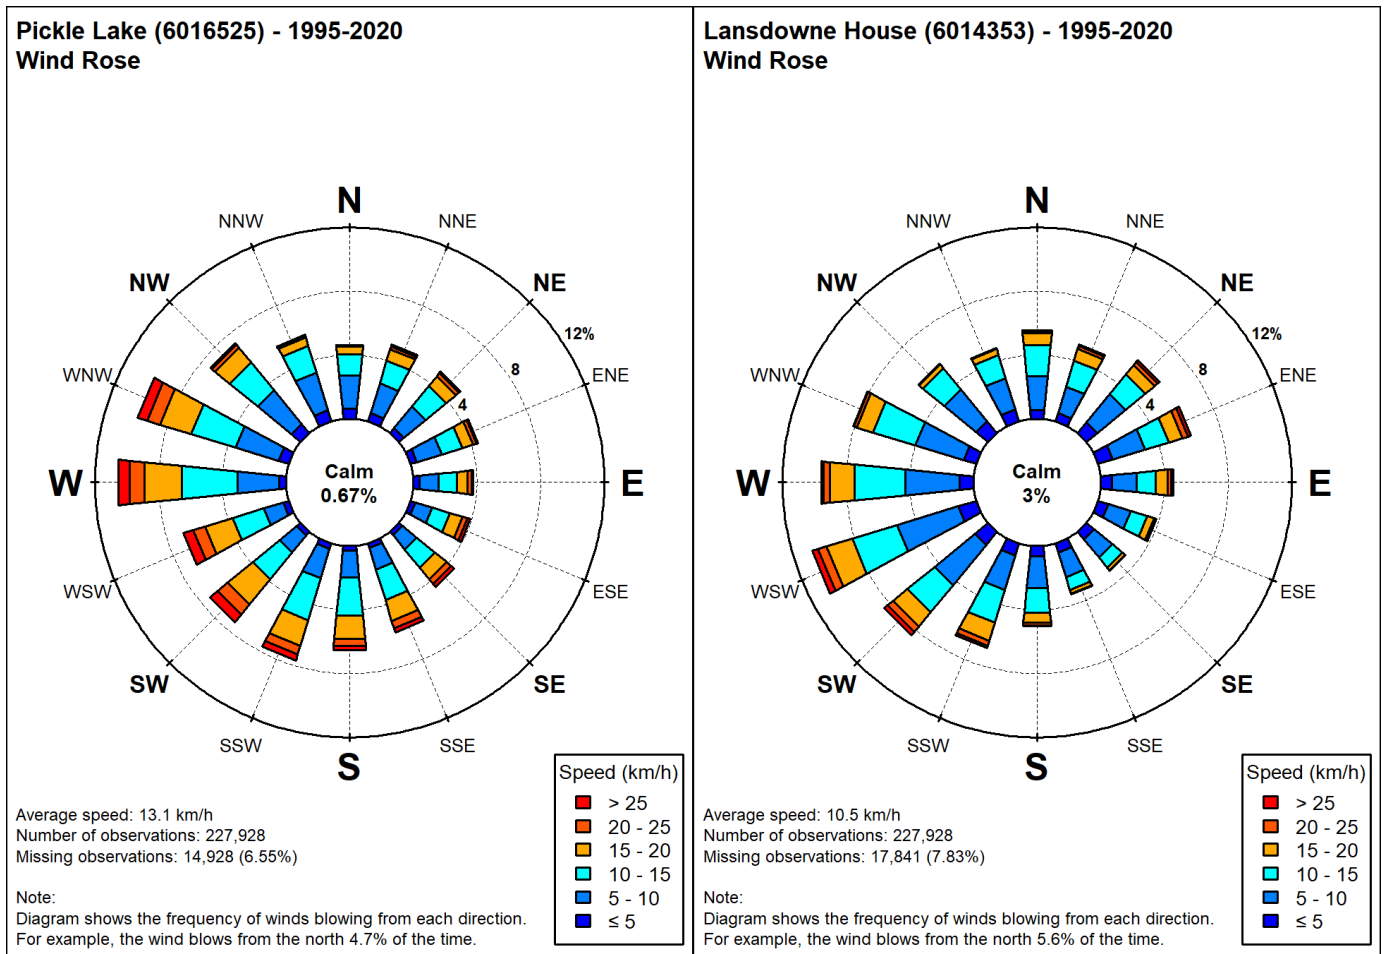 Pickle Lake (6016525) - 1995-2020
Wind Rose
N
NNW
NNE
NW
NE
12%
8
WNW
ENE
4
Calm
0.67%
W
E
WSW
ESE
SW
SE
SSW
SSE
S
Speed (km/h)
> 25
20 - 25
15 - 20
10 - 15
5 - 10
≤ 5
Average speed: 13.1 km/h
Number of observations: 227,928
Missing observations: 14,928 (6.55%)
Note:
Diagram shows the frequency of winds blowing from each direction.
For example, the wind blows from the north 4.7% of the time.
Lansdowne House (6014353) - 1995-2020
Wind Rose
N
NNW
NNE
NW
NE
12%
8
WNW
ENE
4
Calm
3%
W
E
WSW
ESE
SW
SE
SSW
SSE
S
Speed (km/h)
> 25
20 - 25
15 - 20
10 - 15
5 - 10
≤ 5
Average speed: 10.5 km/h
Number of observations: 227,928
Missing observations: 17,841 (7.83%)
Note:
Diagram shows the frequency of winds blowing from each direction.
For example, the wind blows from the north 5.6% of the time.